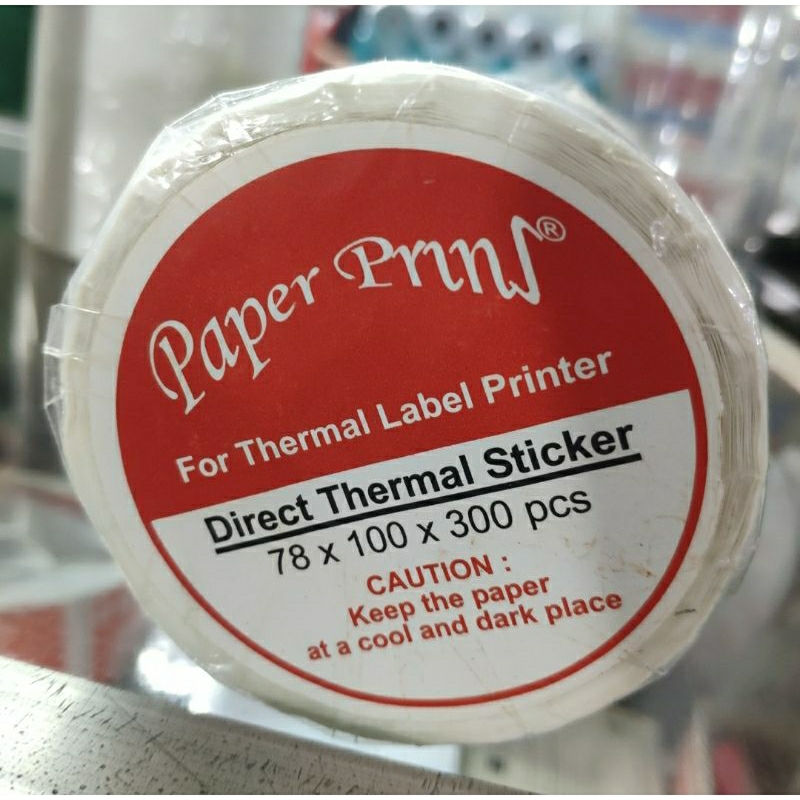 Paper Prins®
For Thermal Label Printer
Direct Thermal Sticker
78 x 100 x 300 pcs
CAUTION :
Keep the paper
at a cool and dark place